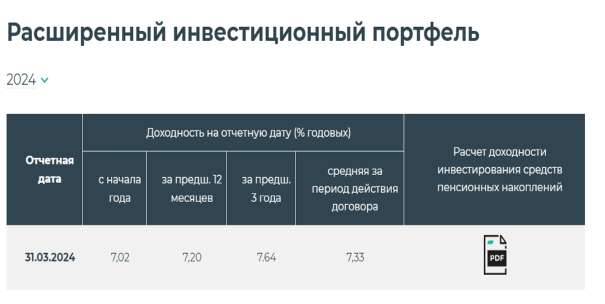 Расширенный инвестиционный портфель
2024
Отчетная
дата
Доходность на отчетную дату (% годовых)
с начала
года
за предш. 12
месяцев
за предш.
3 года
средняя за
период действия
договора
Расчет доходности
инвестирования средств
пенсионных накоплений
31.03.2024 7,02 7,20 7.64 7,33
PDF